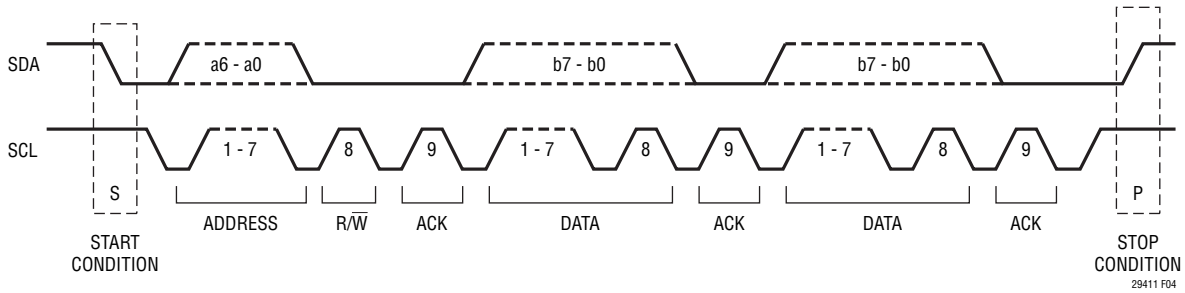 SDA
a6 - a0
b7 - b0
b7 - b0
SCL
1 - 7
8
9
1 - 7
8
9
1 - 7
8
9
S
P
ADDRESS
R/W̅
ACK
DATA
ACK
DATA
ACK
START
CONDITION
STOP
CONDITION
29411 F04